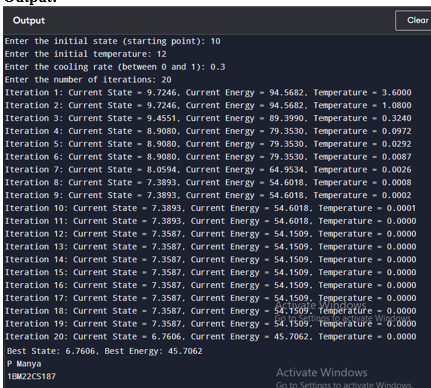 Output:
Output
Clear
Enter the initial state (starting point): 10
Enter the initial temperature: 12
Enter the cooling rate (between 0 and 1): 0.3
Enter the number of iterations: 20
Iteration 1: Current State = 9.7246, Current Energy = 94.5682, Temperature = 3.6000
Iteration 2: Current State = 9.7246, Current Energy = 94.5682, Temperature = 1.0800
Iteration 3: Current State = 9.4551, Current Energy = 89.3990, Temperature = 0.3240
Iteration 4: Current State = 8.9080, Current Energy = 79.3530, Temperature = 0.0972
Iteration 5: Current State = 8.9080, Current Energy = 79.3530, Temperature = 0.0292
Iteration 6: Current State = 8.9080, Current Energy = 79.3530, Temperature = 0.0087
Iteration 7: Current State = 8.0594, Current Energy = 64.9534, Temperature = 0.0026
Iteration 8: Current State = 7.3893, Current Energy = 54.6018, Temperature = 0.0008
Iteration 9: Current State = 7.3893, Current Energy = 54.6018, Temperature = 0.0002
Iteration 10: Current State = 7.3893, Current Energy = 54.6018, Temperature = 0.0001
Iteration 11: Current State = 7.3893, Current Energy = 54.6018, Temperature = 0.0000
Iteration 12: Current State = 7.3587, Current Energy = 54.1509, Temperature = 0.0000
Iteration 13: Current State = 7.3587, Current Energy = 54.1509, Temperature = 0.0000
Iteration 14: Current State = 7.3587, Current Energy = 54.1509, Temperature = 0.0000
Iteration 15: Current State = 7.3587, Current Energy = 54.1509, Temperature = 0.0000
Iteration 16: Current State = 7.3587, Current Energy = 54.1509, Temperature = 0.0000
Iteration 17: Current State = 7.3587, Current Energy = 54.1509, Temperature = 0.0000
Iteration 18: Current State = 7.3587, Current Energy = 54.1509, Temperature = 0.0000
Activate Windows
Iteration 19: Current State = 7.3587, Current Energy = 54.1509, Temperature = 0.0000
Go to Settings to activate Windows.
Iteration 20: Current State = 6.7606, Current Energy = 45.7062, Temperature = 0.0000
Best State: 6.7606, Best Energy: 45.7062
P Manya
1BM22CS187
Activate Windows
Go to Settings to activate Windows.